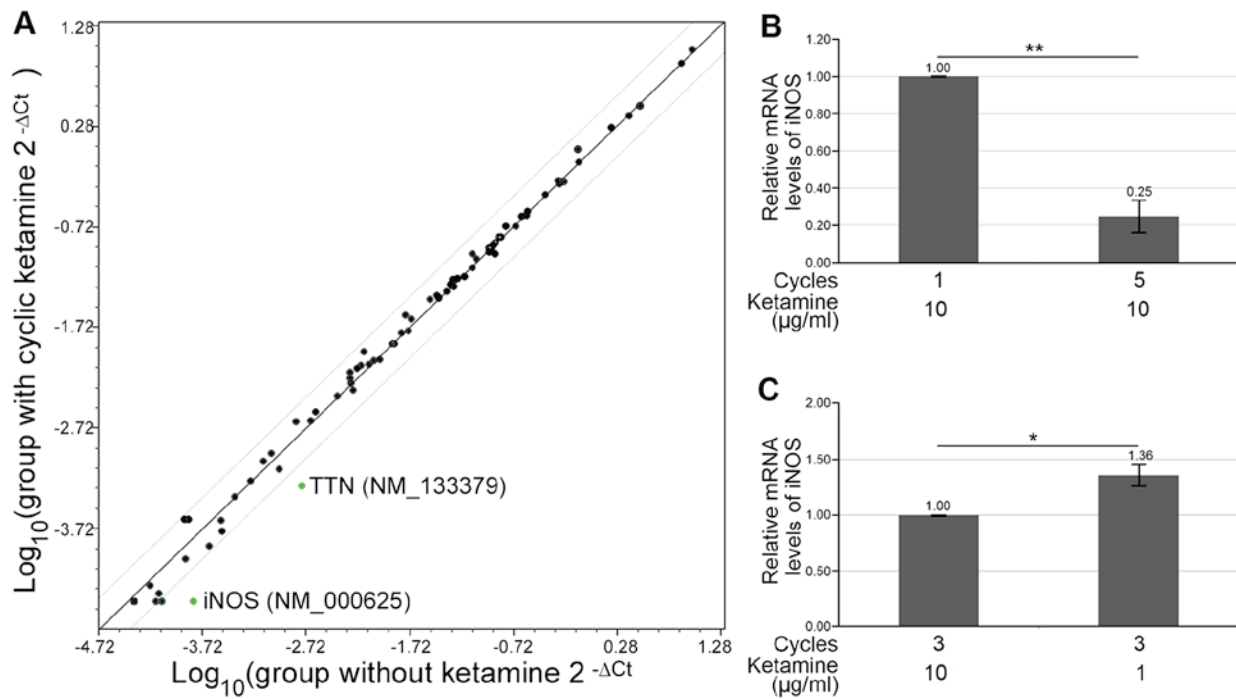 A
Log10(group with cyclic ketamine 2 -ΔCt
1.28
0.28
-0.72
-1.72
-2.72
-3.72
TTN (NM_133379)
iNOS (NM_000625)
-4.72 -3.72 -2.72 -1.72 -0.72 0.28 1.28
Log10(group without ketamine 2 -ΔCt
B
Relative mRNA
levels of iNOS
1.20
1.00
0.80
0.60
0.40
0.20
0.00
**
1.00
0.25
Cycles 1 5
Ketamine 10 10
(µg/ml)
C
Relative mRNA
levels of iNOS
2.00
1.50
1.00
0.50
0.00
*
1.00
1.36
Cycles 3 3
Ketamine 10 1
(µg/ml)